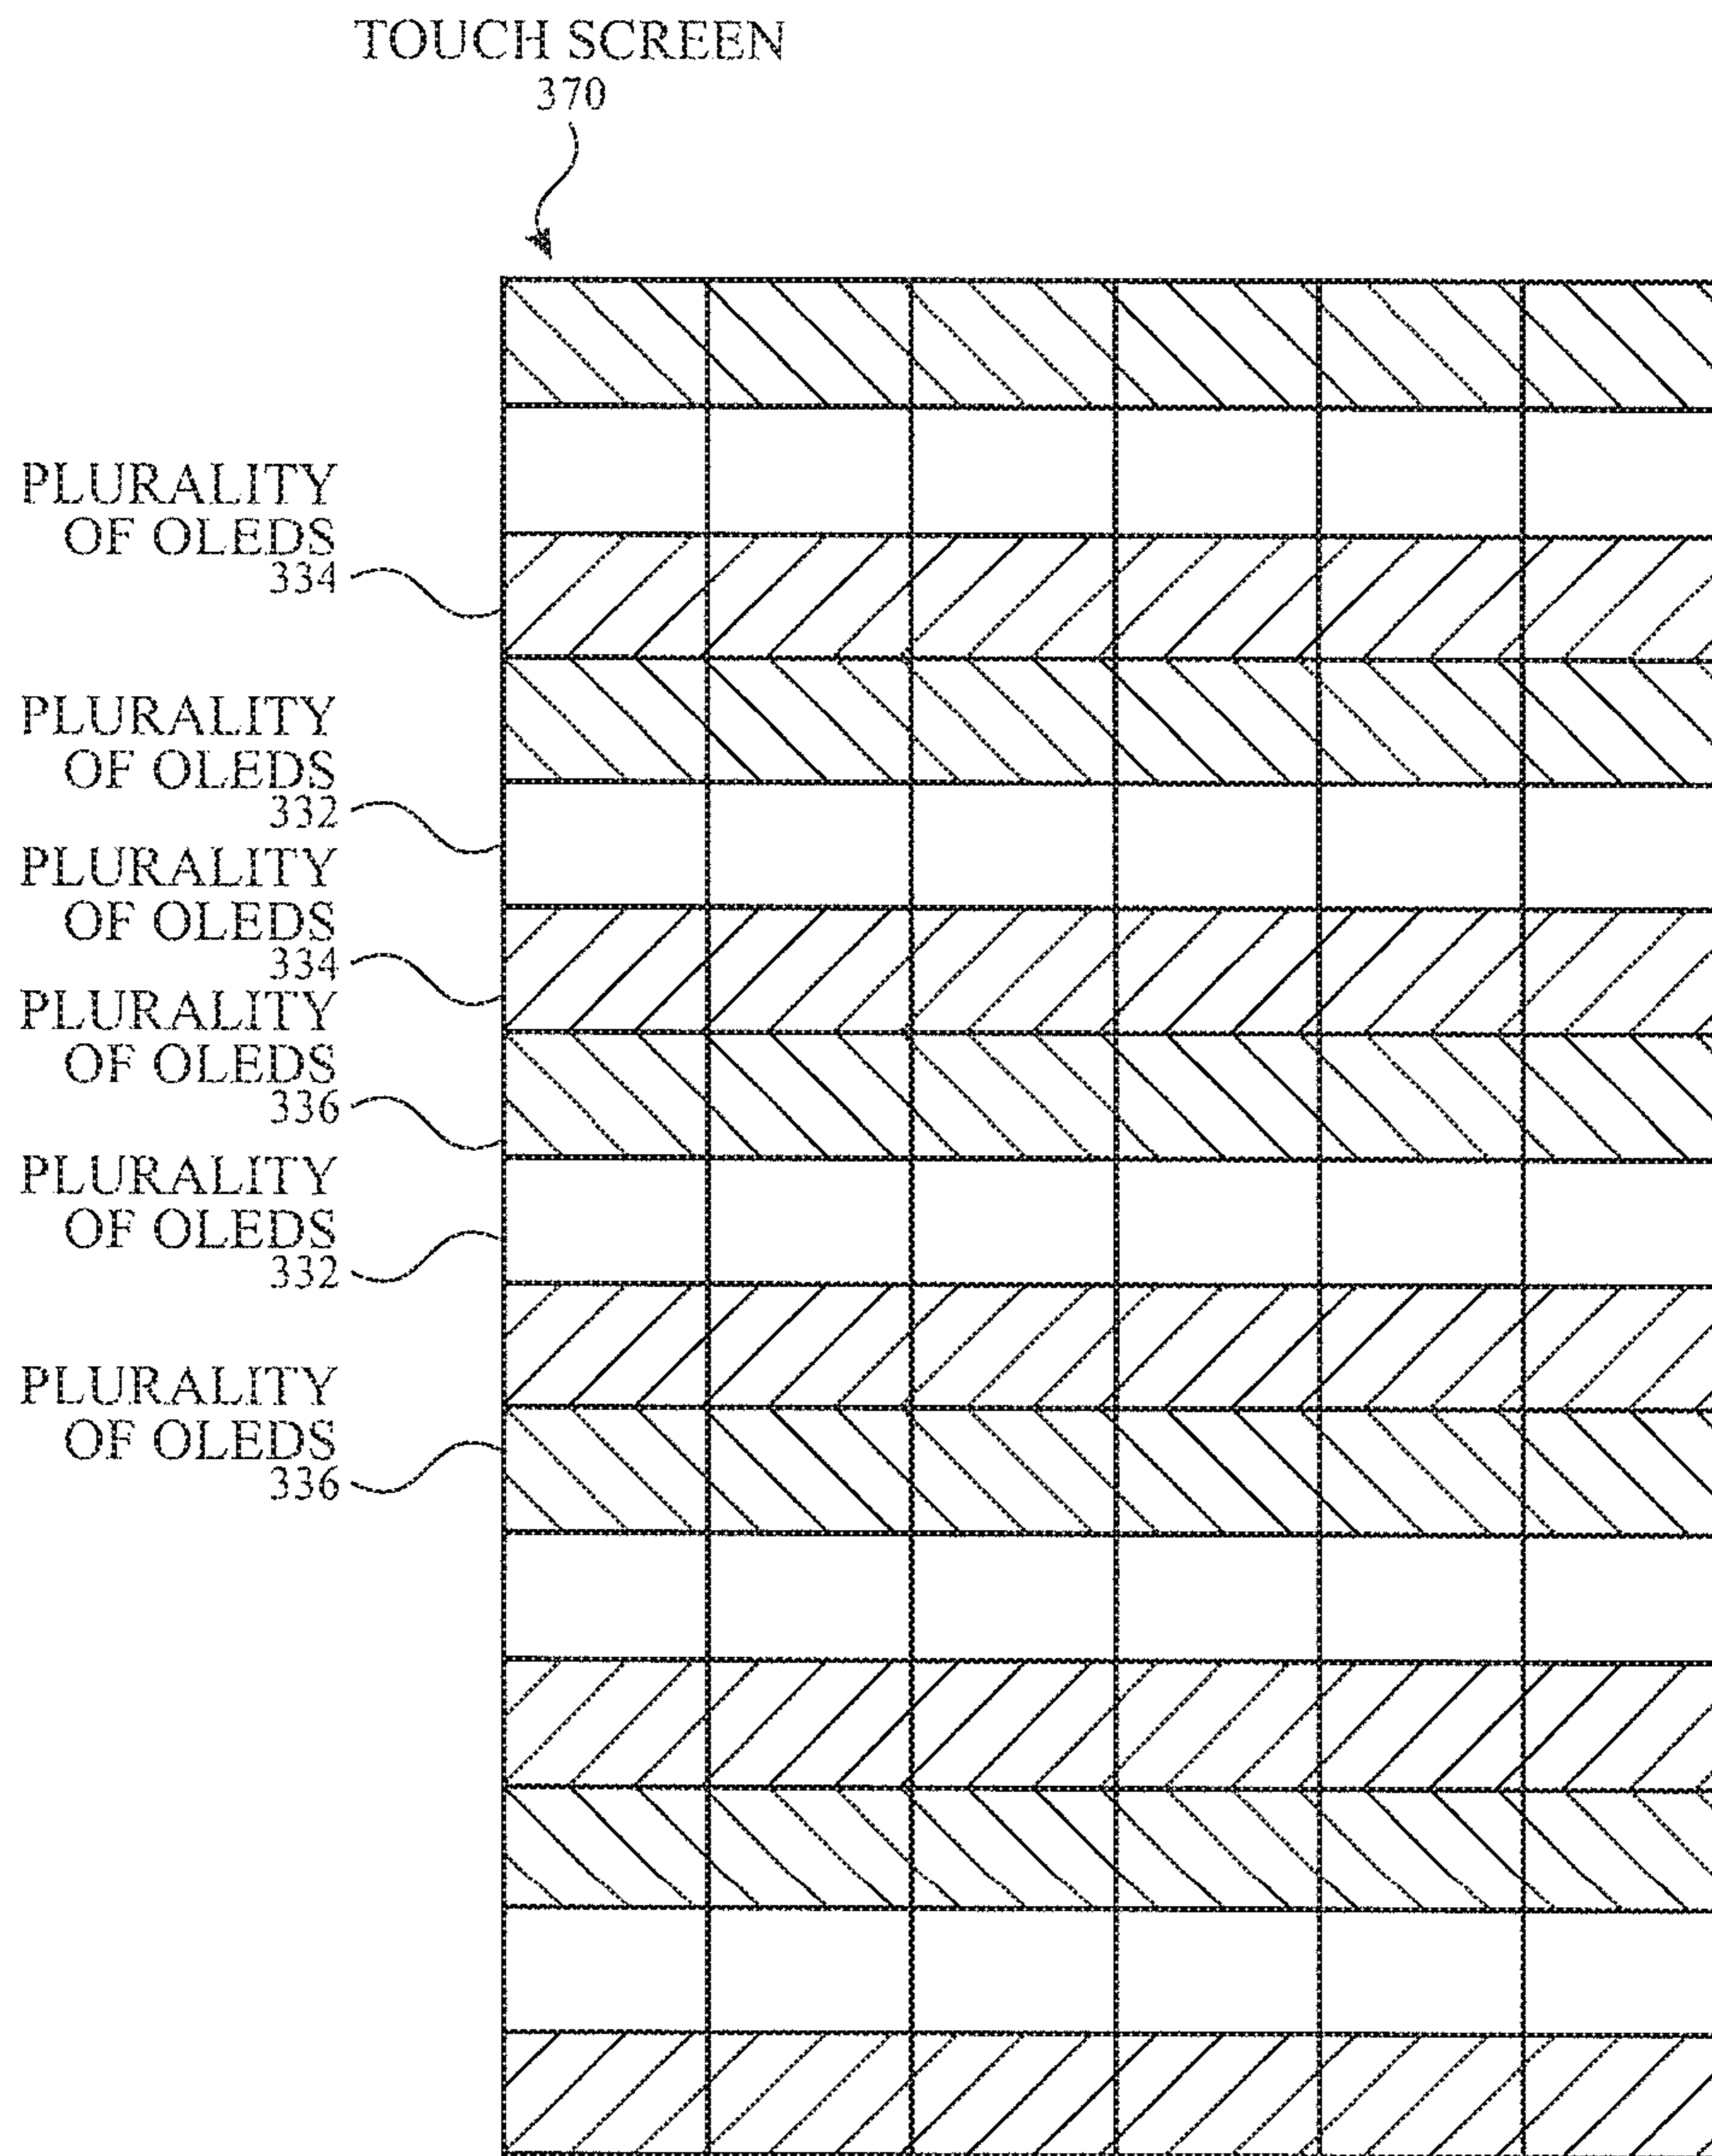 TOUCH SCREEN
370
PLURALITY
OF OLEDS
334
PLURALITY
OF OLEDS
332
PLURALITY
OF OLEDS
334
PLURALITY
OF OLEDS
336
PLURALITY
OF OLEDS
332
PLURALITY
OF OLEDS
336